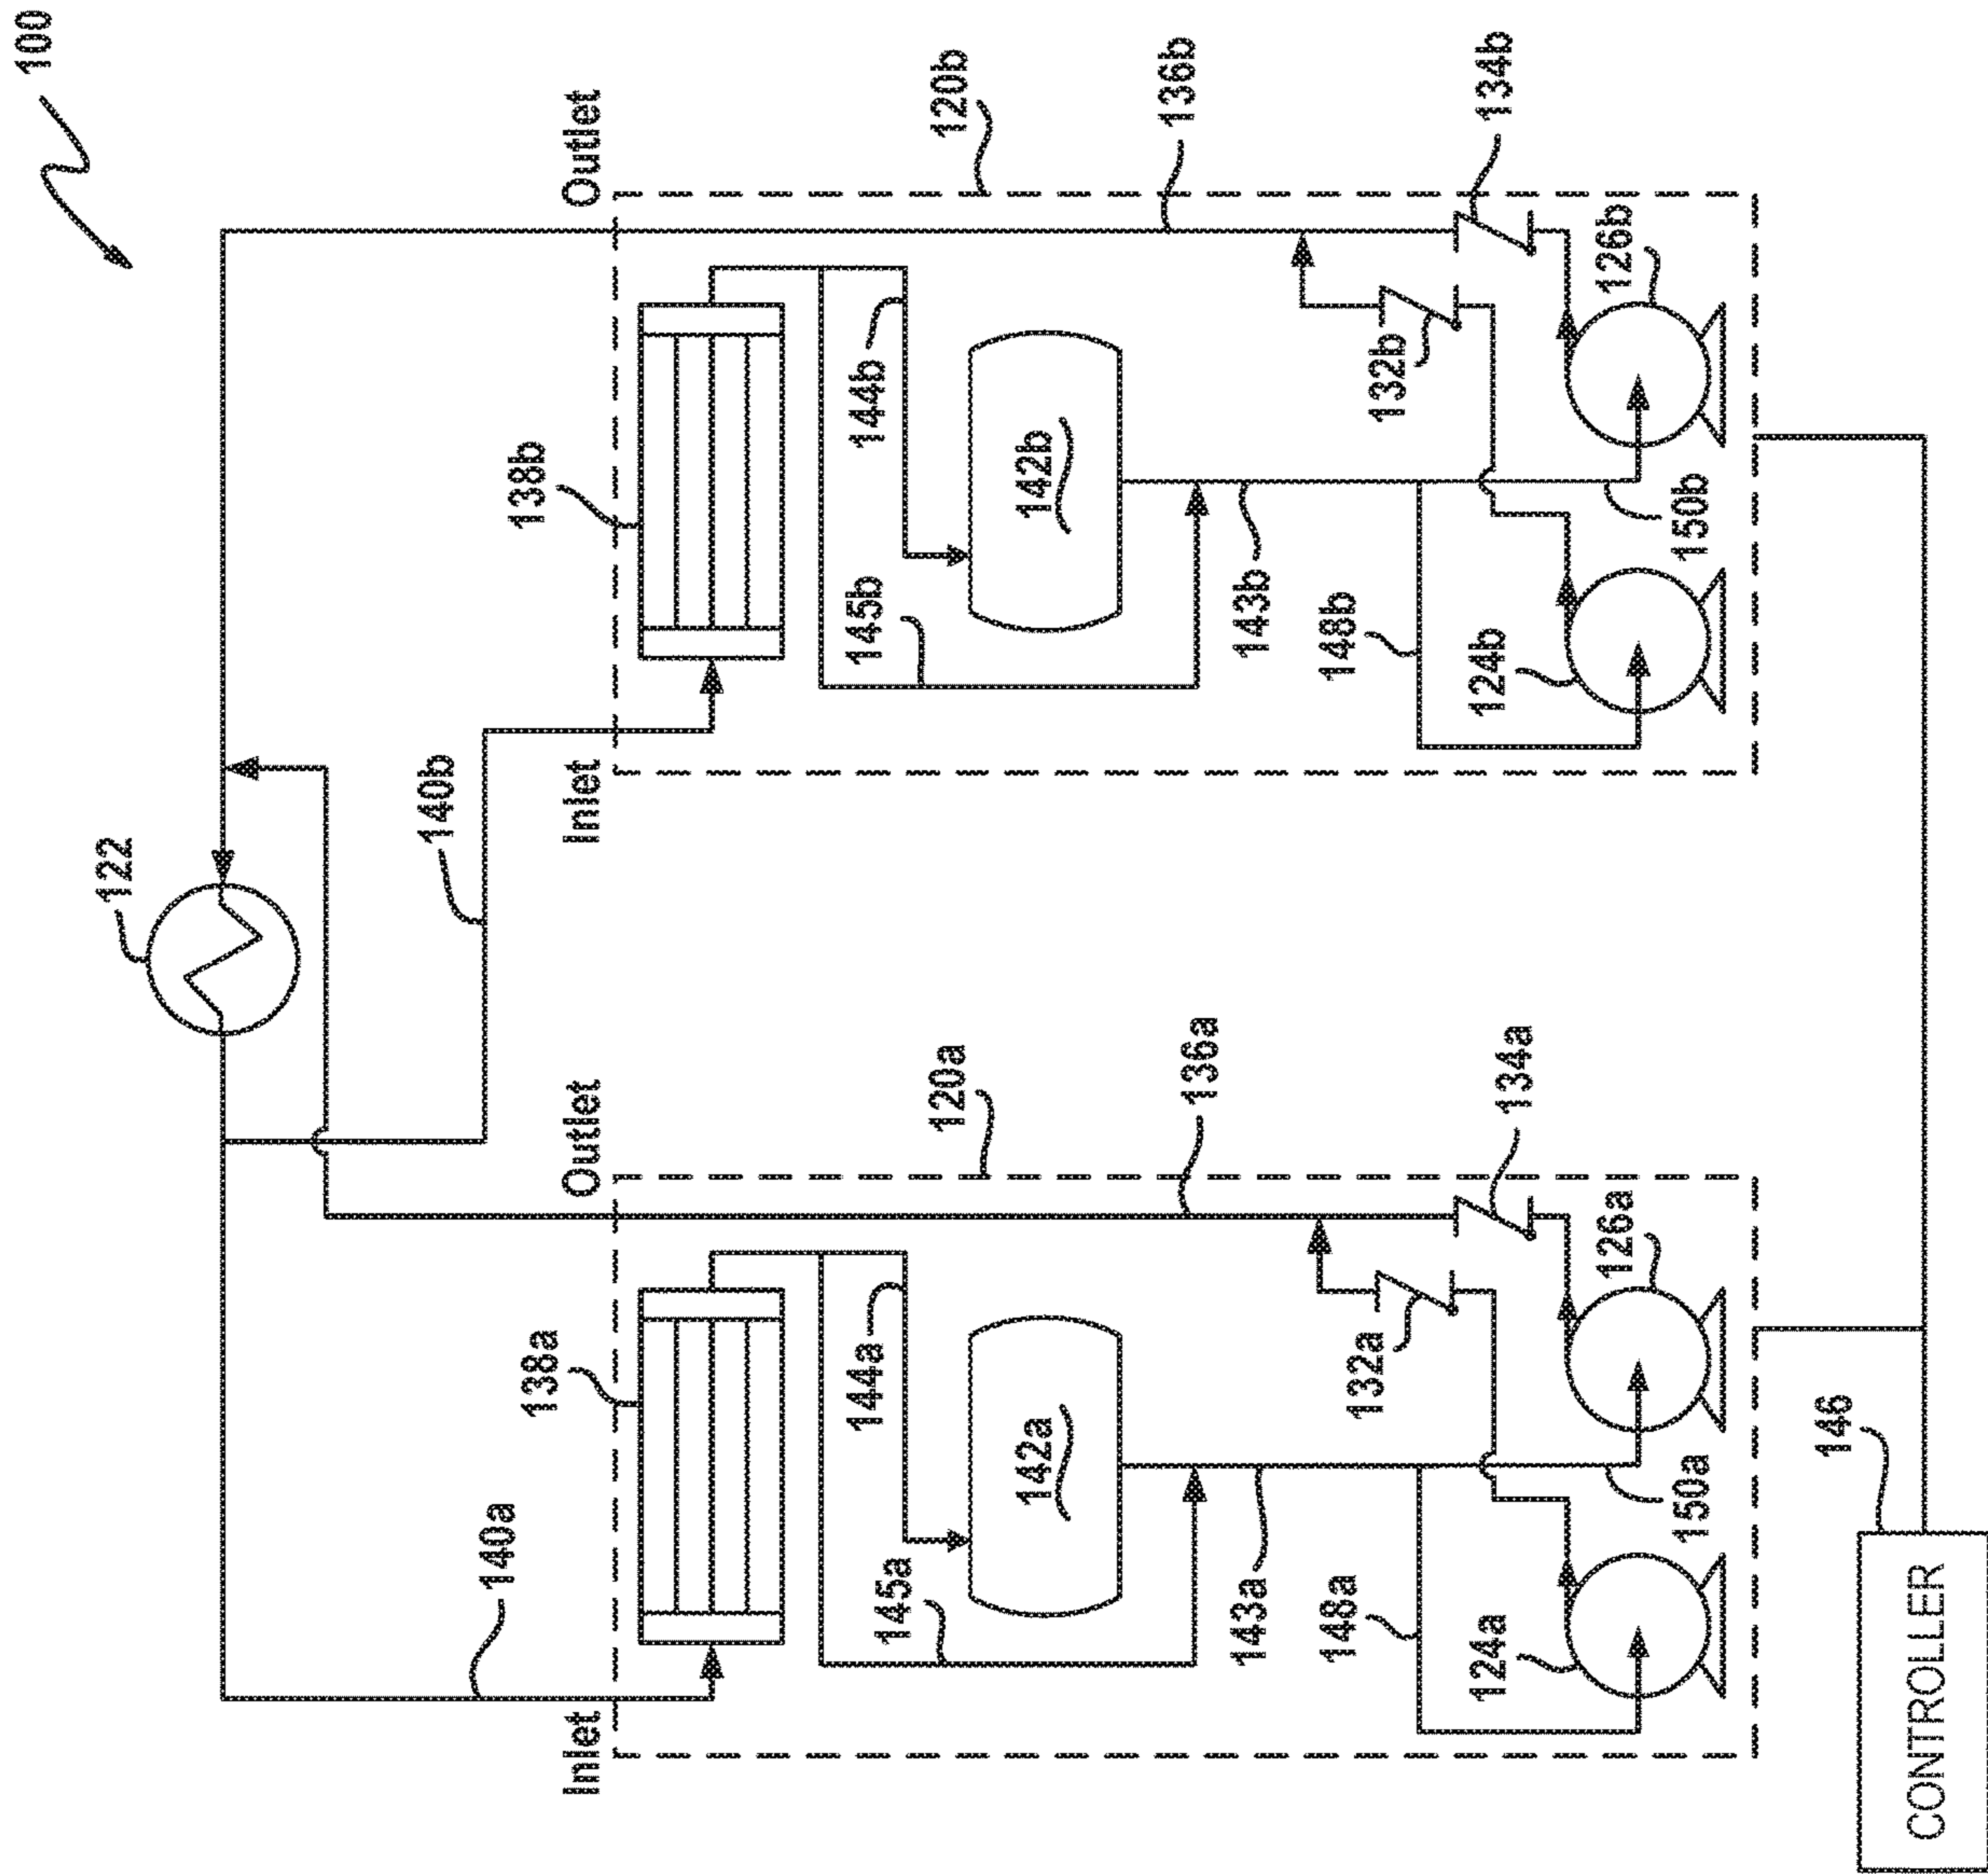 100
122
140a
140b
Inlet
Outlet
Inlet
Outlet
138a
120a
138b
120b
144a
145a
142a
136a
144b
145b
142b
136b
143a
132a
148a
134a
124a
126a
150a
143b
132b
148b
134b
124b
126b
150b
146
CONTROLLER